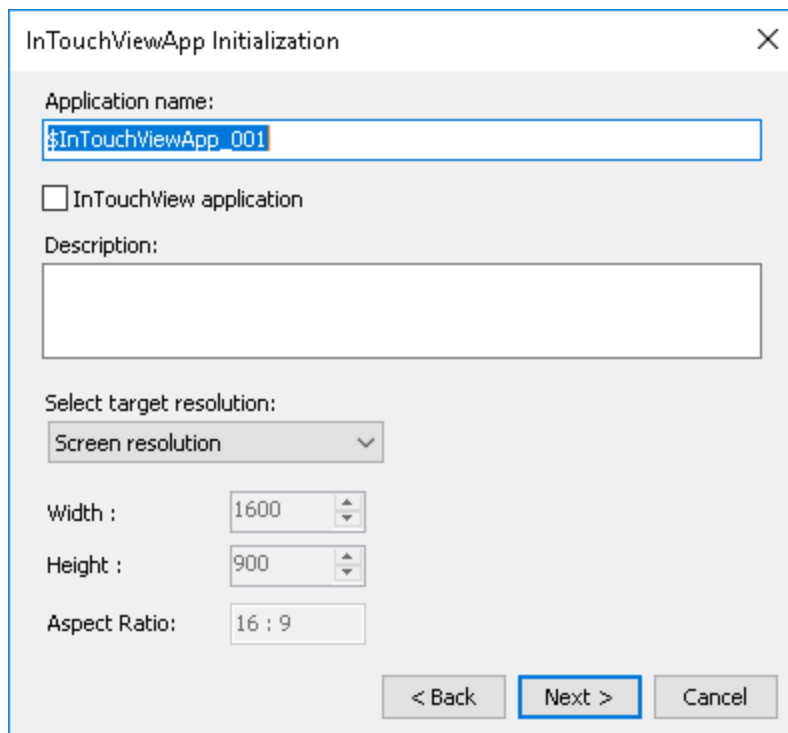 InTouchViewApp Initialization
Application name:
$InTouchViewApp_001
InTouchView application
Description:
Select target resolution:
Screen resolution
Width : 1600
Height : 900
Aspect Ratio: 16 : 9
< Back Next > Cancel